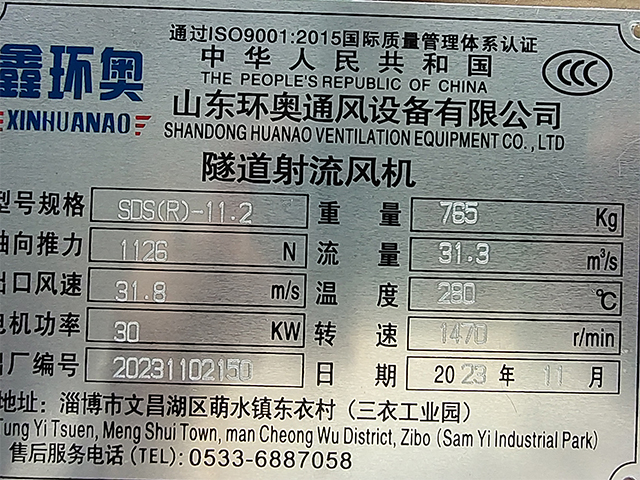 通过ISO9001:2015国际质量管理体系认证
中华人民共和国
THE PEOPLE'S REPUBLIC OF CHINA
CCC
鑫环奥
XINHUANAO
山东环奥通风设备有限公司
SHANDONG HUANAO VENTILATION EQUIPMENT CO., LTD
隧道射流风机
型号规格 SDS(R)-11.2 重量 765 Kg
轴向推力 1126 N 流量 31.3 m³/s
出口风速 31.8 m/s 温度 280 ℃
电机功率 30 KW 转速 1470 r/min
出厂编号 20231102150 日期 2023年11月
地址：淄博市文昌湖区萌水镇东衣村（三衣工业园）
Tung Yi Tsuen, Meng Shui Town, man Cheong Wu District, Zibo (Sam Yi Industrial Park)
售后服务电话（TEL）: 0533-6887058